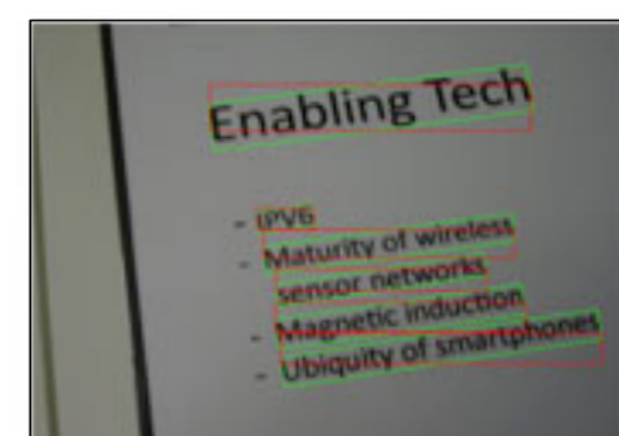 Enabling Tech
- IPV6
- Maturity of wireless
sensor networks
- Magnetic induction
- Ubiquity of smartphones